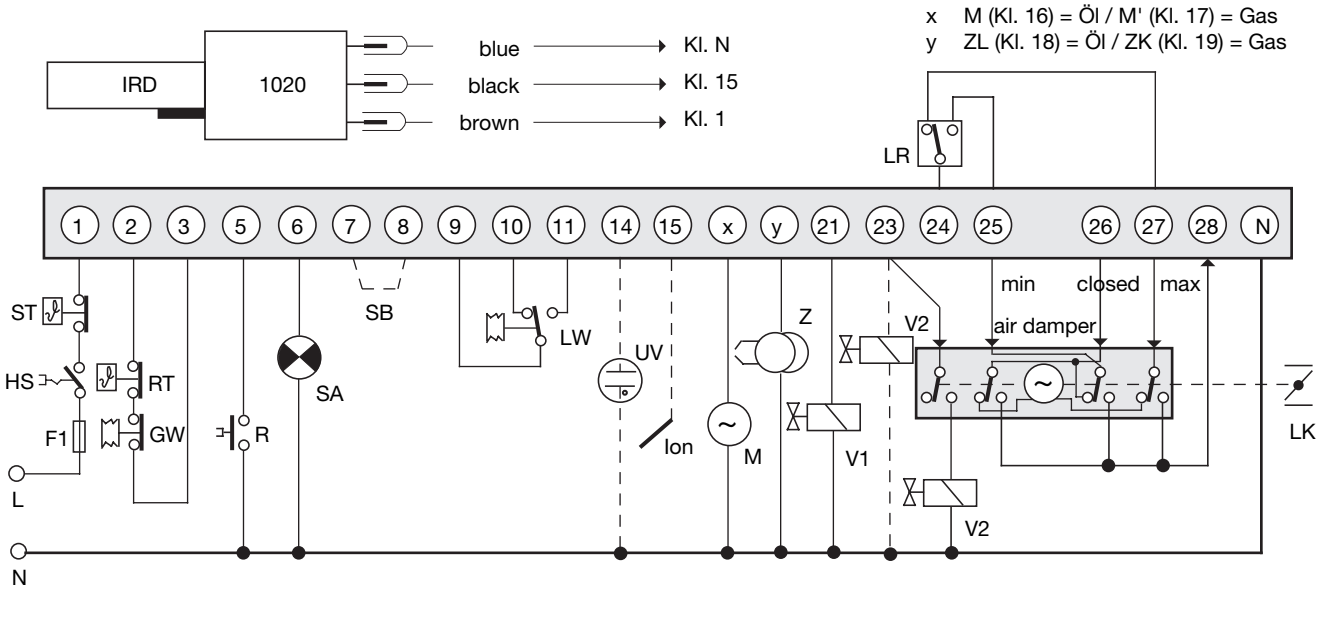 x M (Kl. 16) = Öl / M' (Kl. 17) = Gas
y ZL (Kl. 18) = Öl / ZK (Kl. 19) = Gas
IRD 1020
blue Kl. N
black Kl. 15
brown Kl. 1
LR
1 2 3 5 6 7 8 9 10 11 14 15 x y 21 23 24 25 26 27 28 N
min closed max
air damper
ST
SB
LW
Z
V2
HS
RT
SA
UV
F1
GW
R
Ion
M
V1
LK
L
V2
N